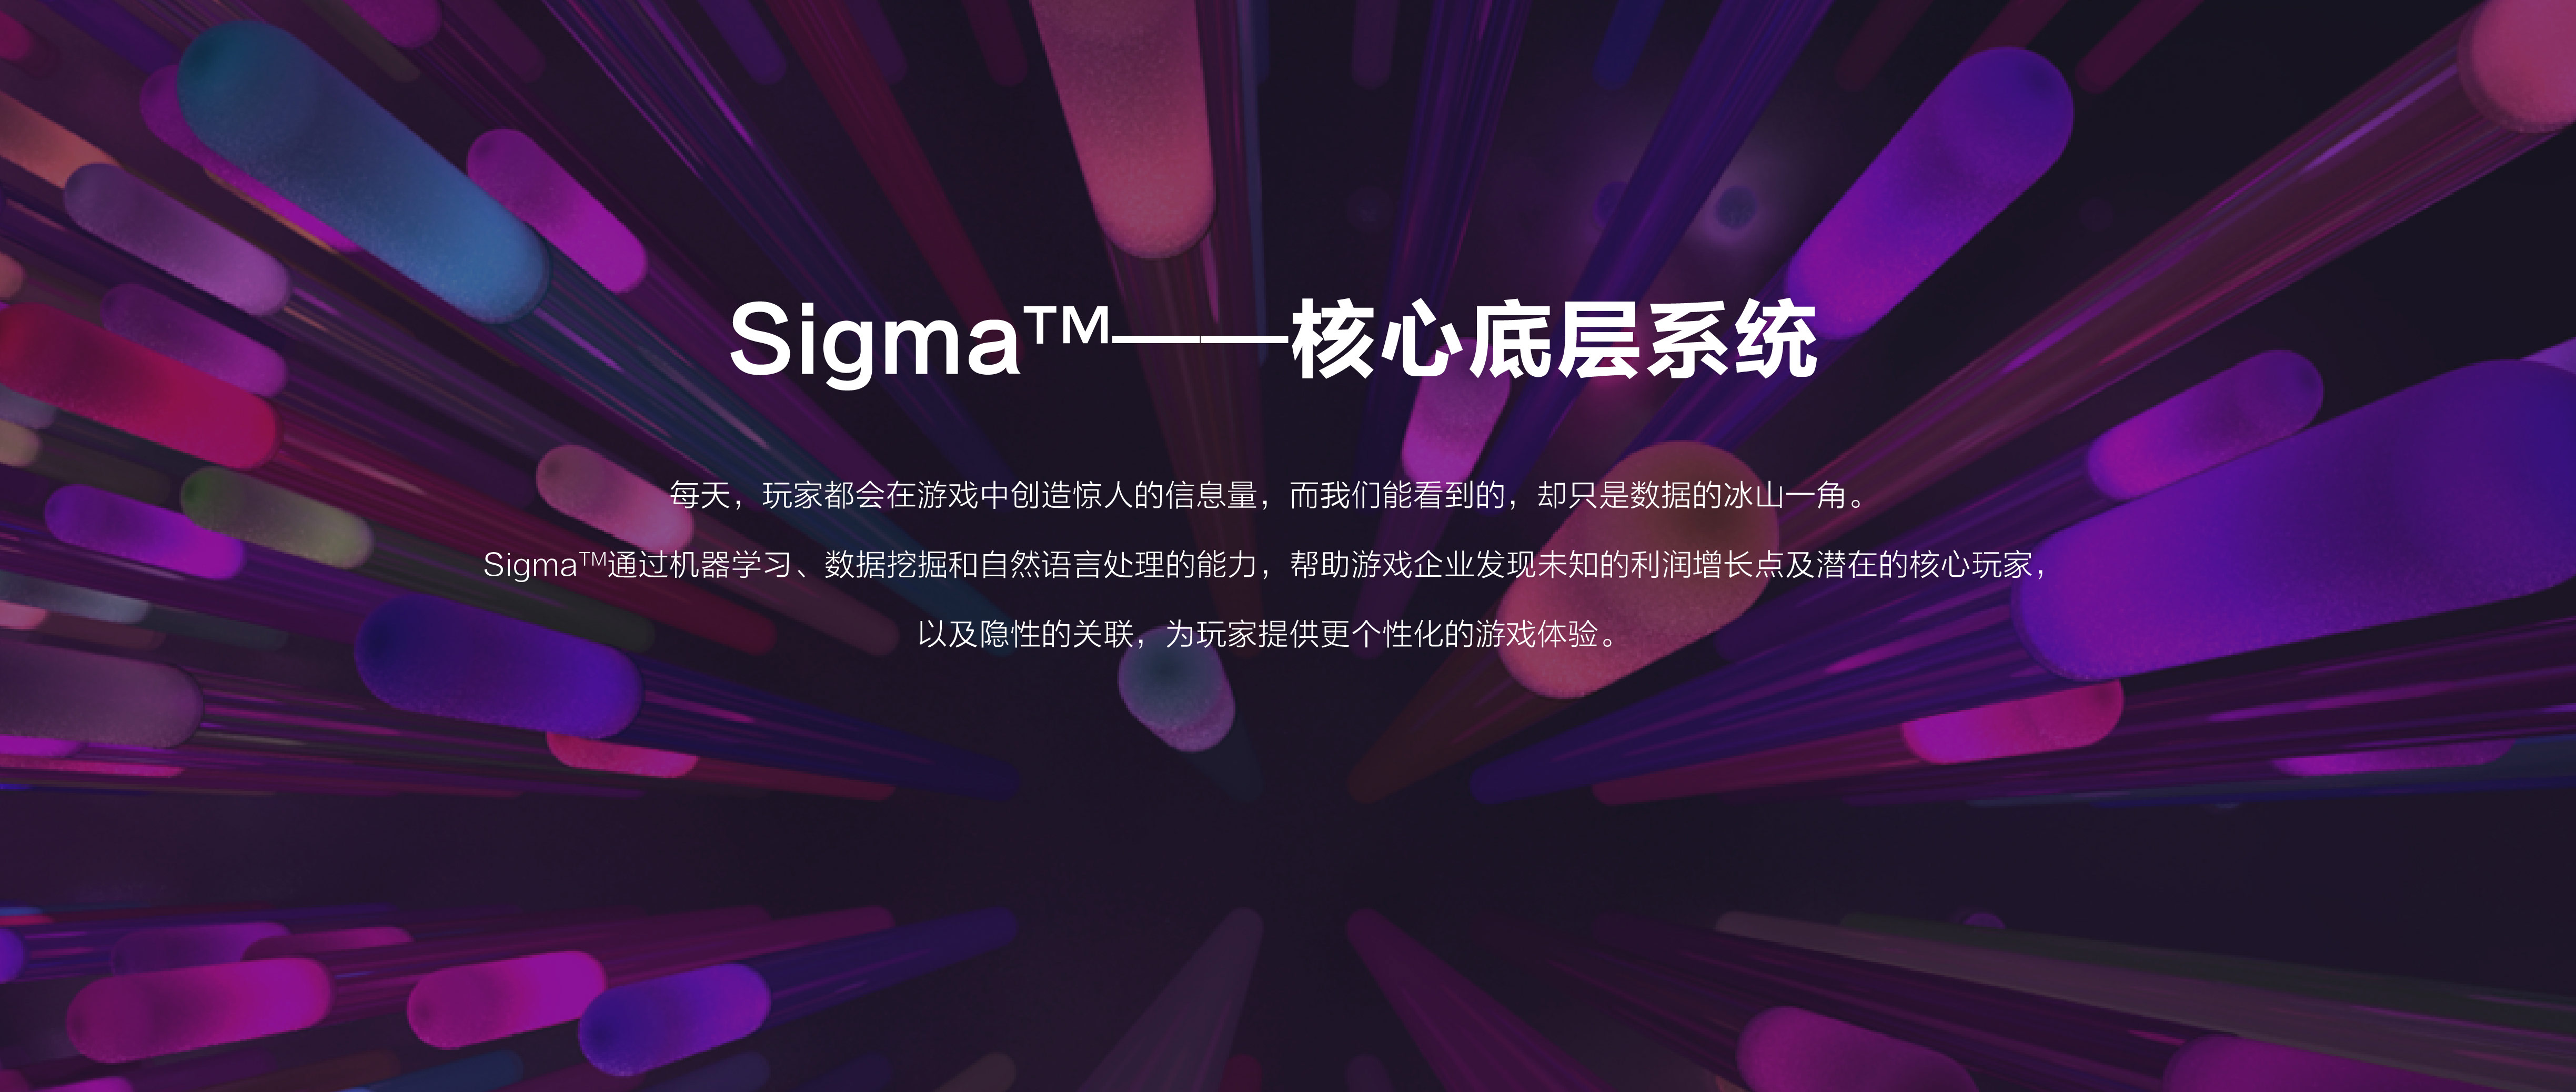 Sigma™——核心底层系统
每天，玩家都会在游戏中创造惊人的信息量，而我们能看到的，却只是数据的冰山一角。
Sigma™通过机器学习、数据挖掘和自然语言处理的能力，帮助游戏企业发现未知的利润增长点及潜在的核心玩家，
以及隐性的关联，为玩家提供更个性化的游戏体验。